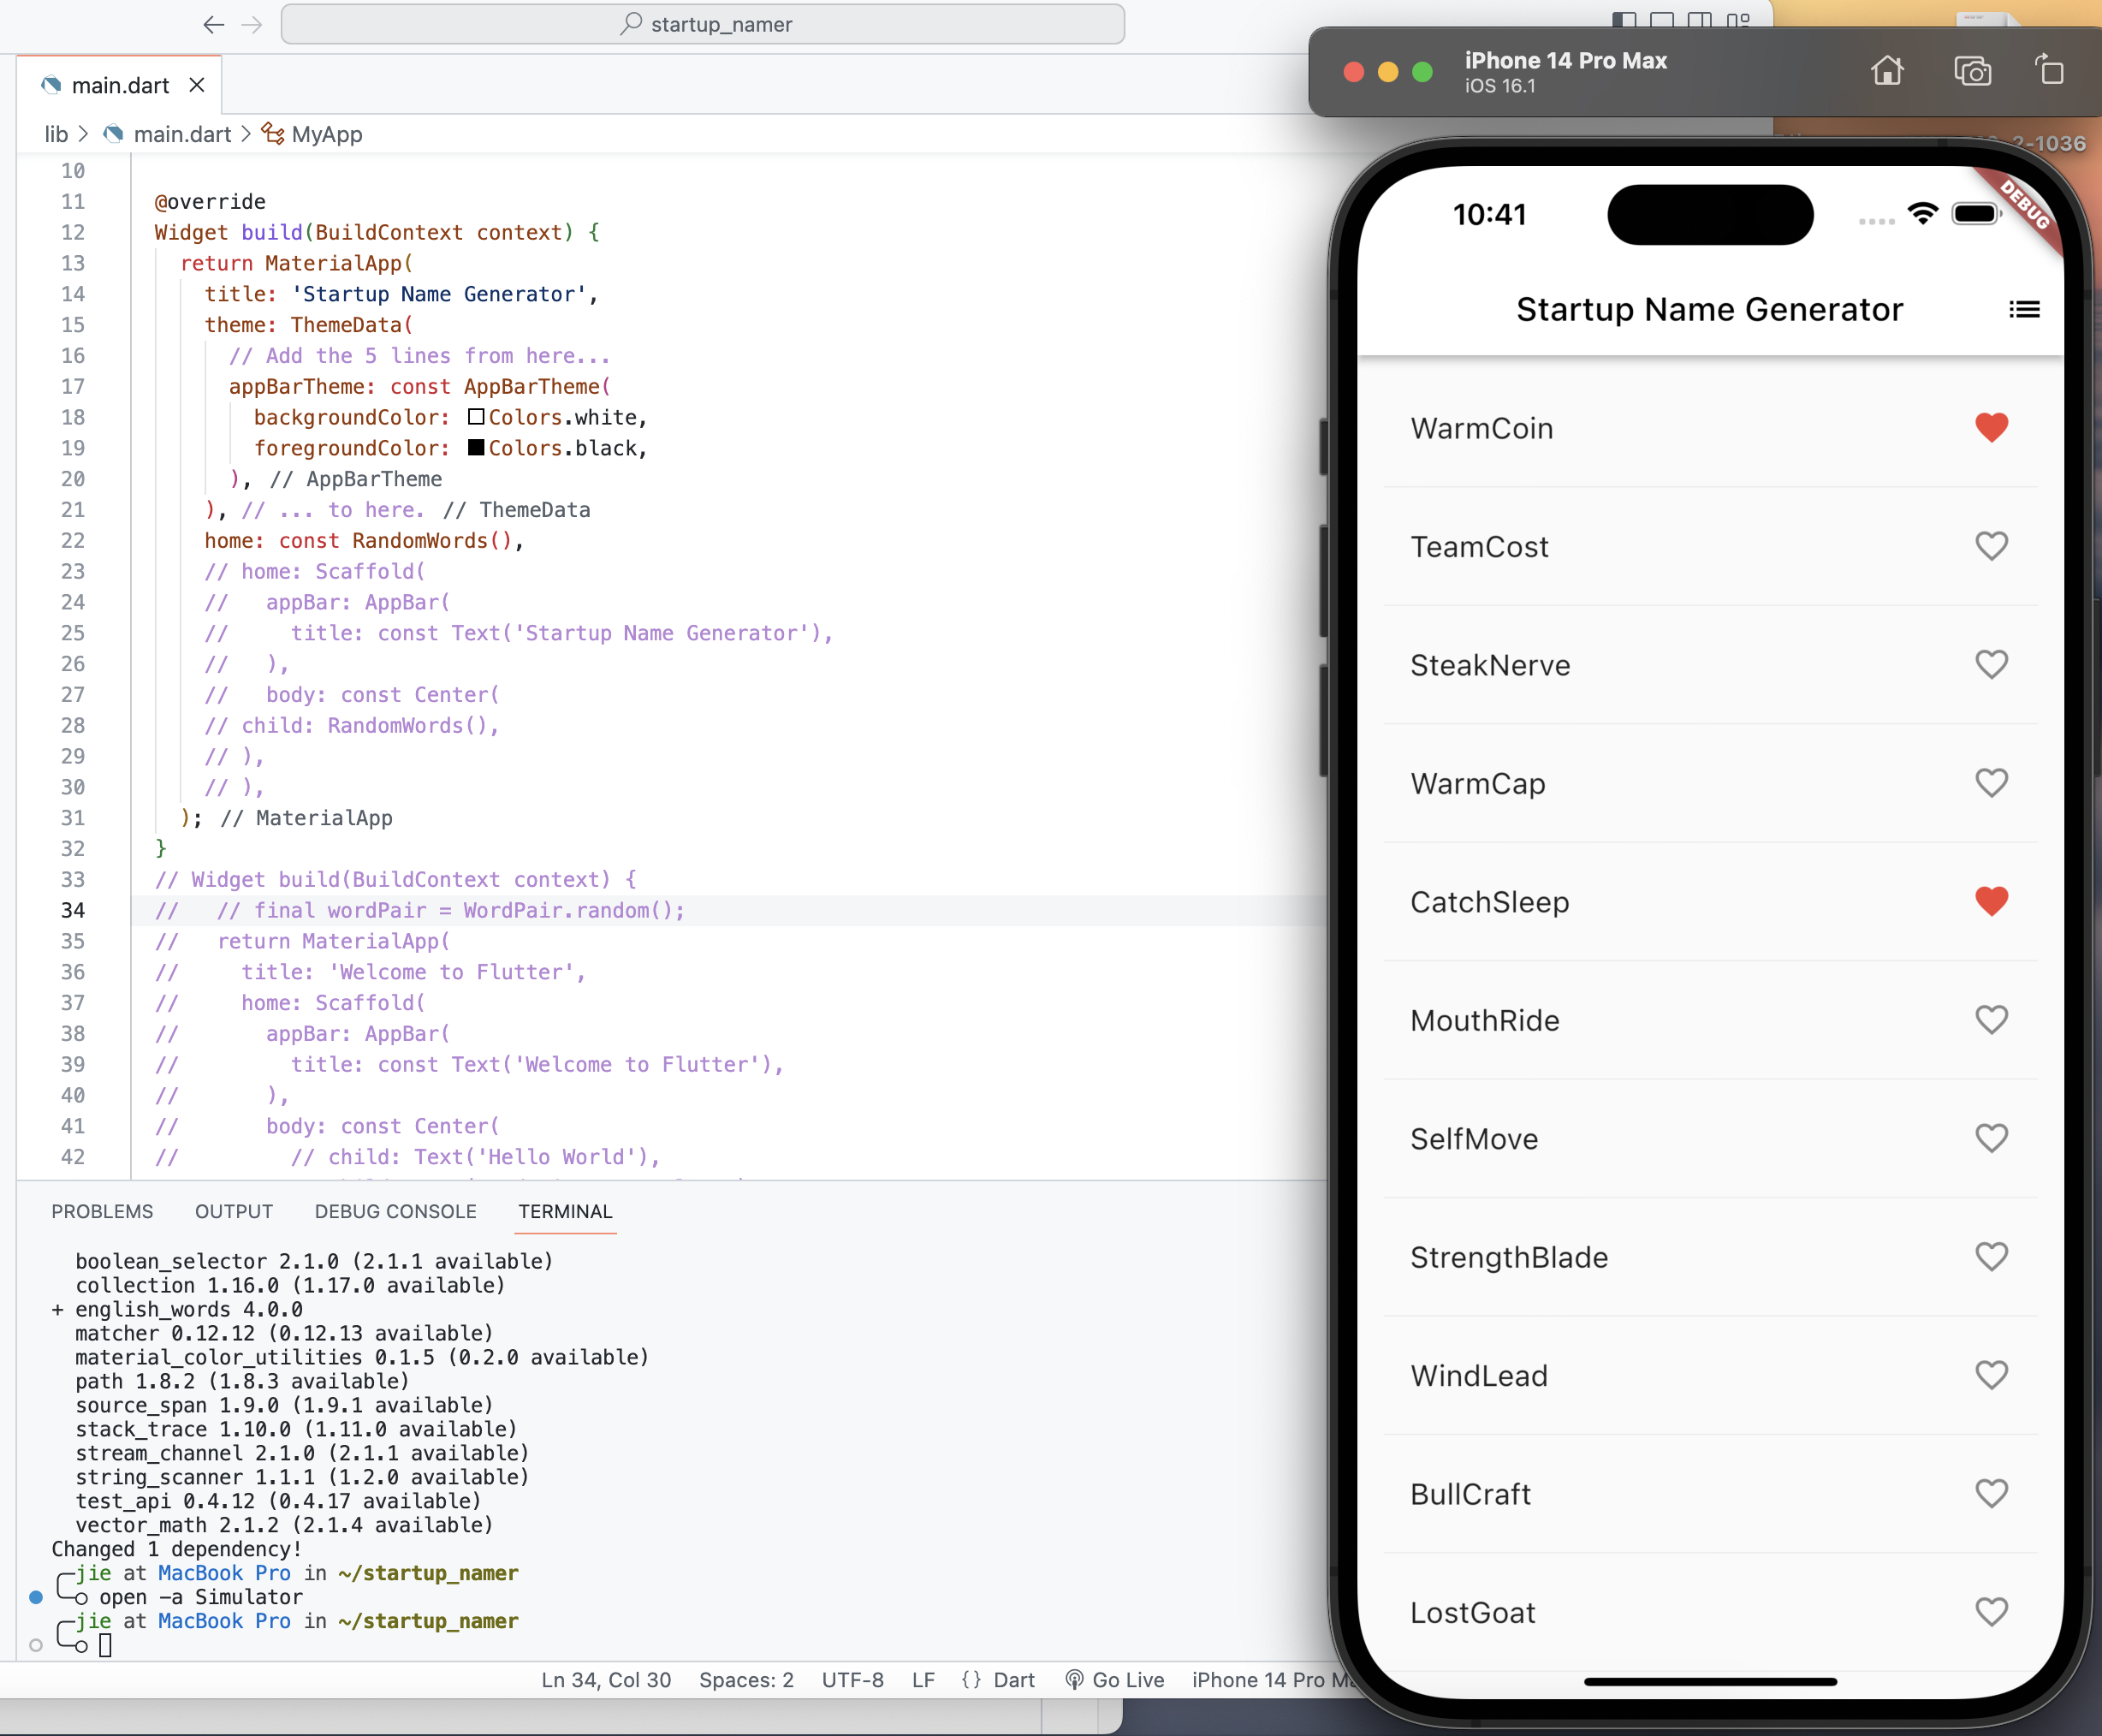 startup_namer
main.dart
lib > main.dart > MyApp
10
11 @override
12 Widget build(BuildContext context) {
13 return MaterialApp(
14 title: 'Startup Name Generator',
15 theme: ThemeData(
16 // Add the 5 lines from here...
17 appBarTheme: const AppBarTheme(
18 backgroundColor: Colors.white,
19 foregroundColor: Colors.black,
20 ), // AppBarTheme
21 ), // ... to here. // ThemeData
22 home: const RandomWords(),
23 // home: Scaffold(
24 //   appBar: AppBar(
25 //     title: const Text('Startup Name Generator'),
26 //   ),
27 //   body: const Center(
28 // child: RandomWords(),
29 // ),
30 // ),
31 ); // MaterialApp
32 }
33 // Widget build(BuildContext context) {
34 //   // final wordPair = WordPair.random();
35 //   return MaterialApp(
36 //     title: 'Welcome to Flutter',
37 //     home: Scaffold(
38 //       appBar: AppBar(
39 //         title: const Text('Welcome to Flutter'),
40 //       ),
41 //       body: const Center(
42 //         // child: Text('Hello World'),
PROBLEMS OUTPUT DEBUG CONSOLE TERMINAL
boolean_selector 2.1.0 (2.1.1 available)
collection 1.16.0 (1.17.0 available)
+ english_words 4.0.0
matcher 0.12.12 (0.12.13 available)
material_color_utilities 0.1.5 (0.2.0 available)
path 1.8.2 (1.8.3 available)
source_span 1.9.0 (1.9.1 available)
stack_trace 1.10.0 (1.11.0 available)
stream_channel 2.1.0 (2.1.1 available)
string_scanner 1.1.1 (1.2.0 available)
test_api 0.4.12 (0.4.17 available)
vector_math 2.1.2 (2.1.4 available)
Changed 1 dependency!
jie at MacBook Pro in ~/startup_namer
open -a Simulator
jie at MacBook Pro in ~/startup_namer
Ln 34, Col 30 Spaces: 2 UTF-8 LF {} Dart Go Live iPhone 14 Pro
iPhone 14 Pro Max
iOS 16.1
2-1036
10:41
DEBUG
Startup Name Generator
WarmCoin
TeamCost
SteakNerve
WarmCap
CatchSleep
MouthRide
SelfMove
StrengthBlade
WindLead
BullCraft
LostGoat